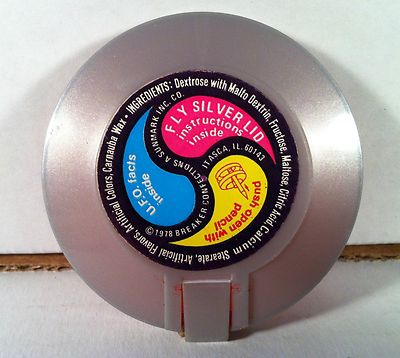 • INGREDIENTS: Dextrose with Malto Dextrin, Fructose, Maltose, Citric Acid, Calcium Stearate, Artificial Flavors, Artificial Colors, Carnauba Wax
FLY SILVER LID
instructions
inside
U.F.O. facts
inside
push open with
pencil
©1978 BREAKER CONFECTIONS A SUNMARK INC. CO.
ITASCA, IL. 60143